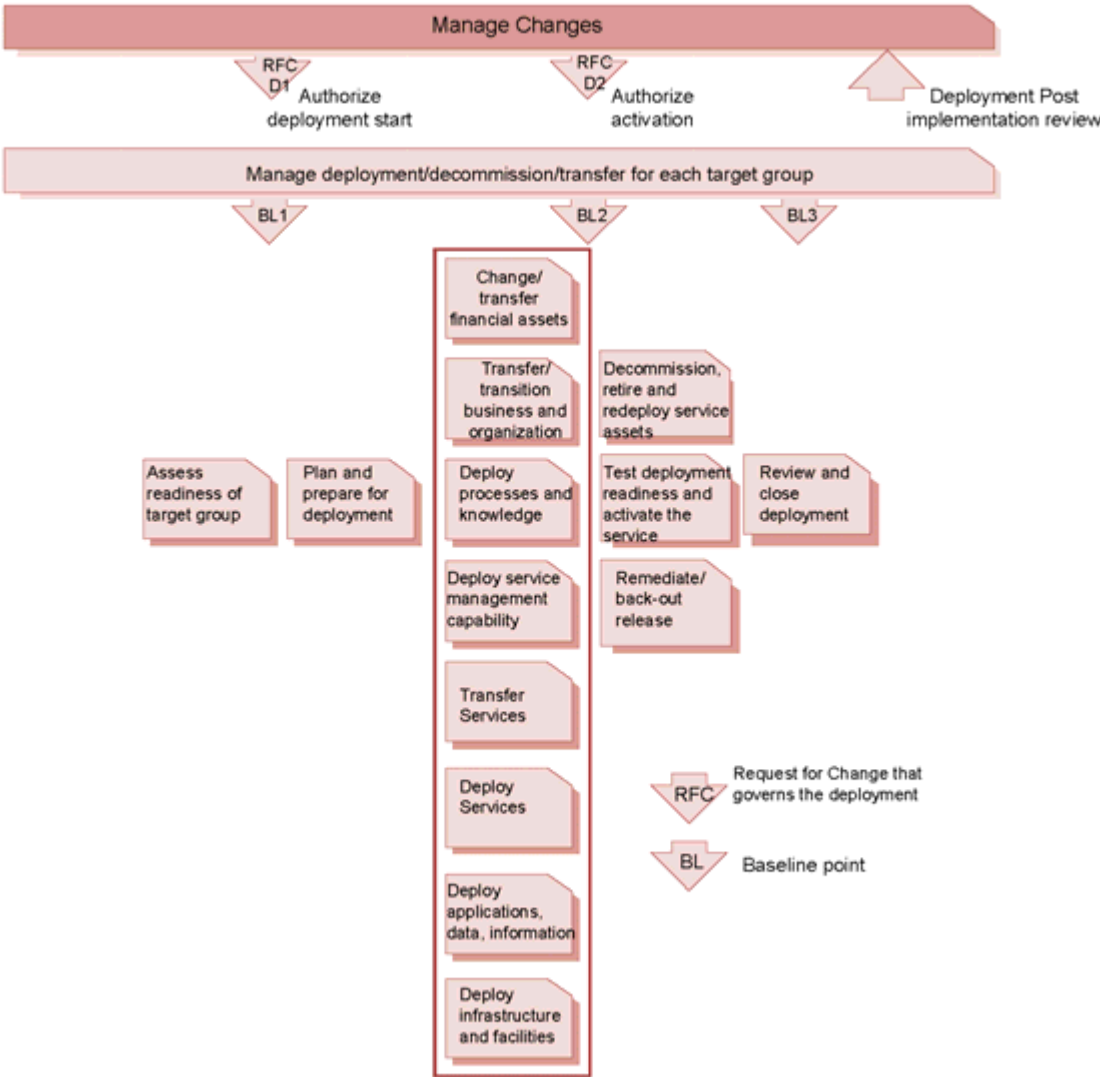 Manage Changes
RFC
D1
Authorize
deployment start
RFC
D2
Authorize
activation
Deployment Post
implementation review
Manage deployment/decommission/transfer for each target group
BL1
BL2
BL3
Change/
transfer
financial assets
Transfer/
transition
business and
organization
Decommission,
retire and
redeploy service
assets
Assess
readiness of
target group
Plan and
prepare for
deployment
Deploy
processes and
knowledge
Test deployment
readiness and
activate the
service
Review and
close
deployment
Deploy service
management
capability
Remediate/
back-out
release
Transfer
Services
Deploy
Services
RFC
Request for Change that
governs the deployment
BL
Baseline point
Deploy
applications,
data, information
Deploy
infrastructure
and facilities